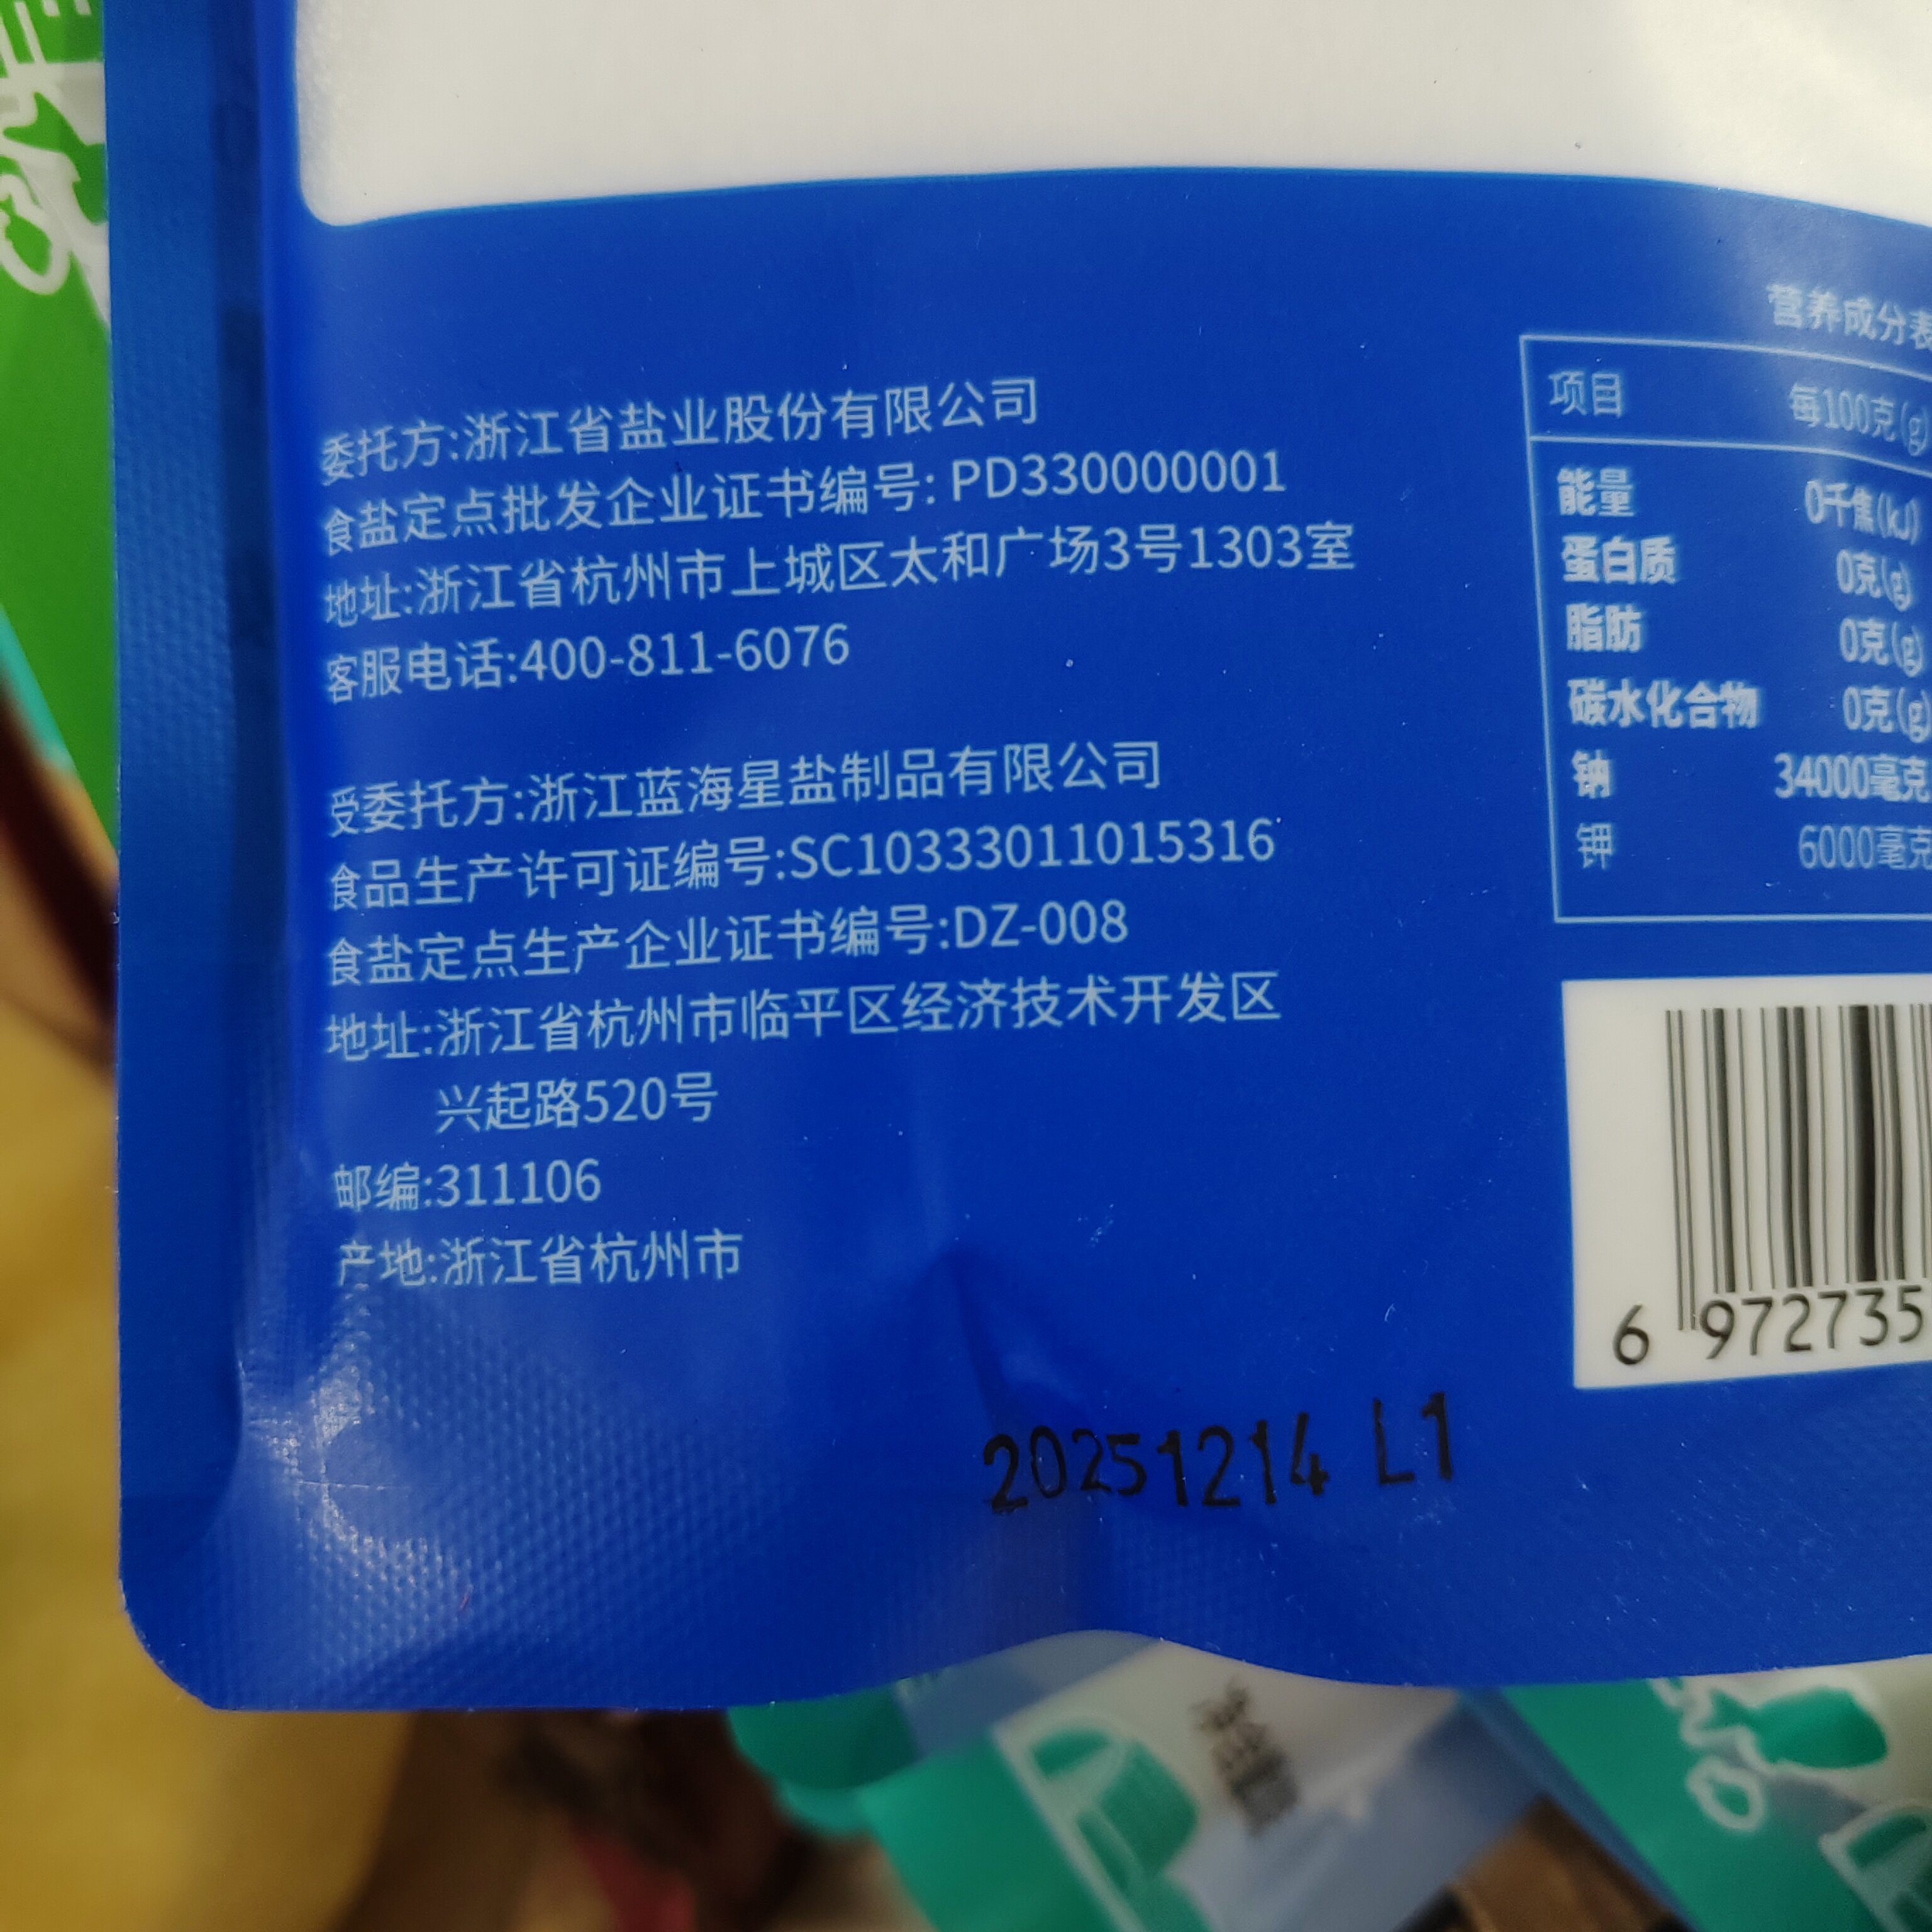 委托方:浙江省盐业股份有限公司
食盐定点批发企业证书编号: PD330000001
地址:浙江省杭州市上城区太和广场3号1303室
客服电话:400-811-6076
受委托方:浙江蓝海星盐制品有限公司
食品生产许可证编号:SC10333011015316
食盐定点生产企业证书编号:DZ-008
地址:浙江省杭州市临平区经济技术开发区
兴起路520号
邮编:311106
产地:浙江省杭州市
营养成分表
项目 每100克(g)
能量 0千焦(kJ)
蛋白质 0克(g)
脂肪 0克(g)
碳水化合物 0克(g)
钠 34000毫克
钾 6000毫克
6 972735
20251214 L1